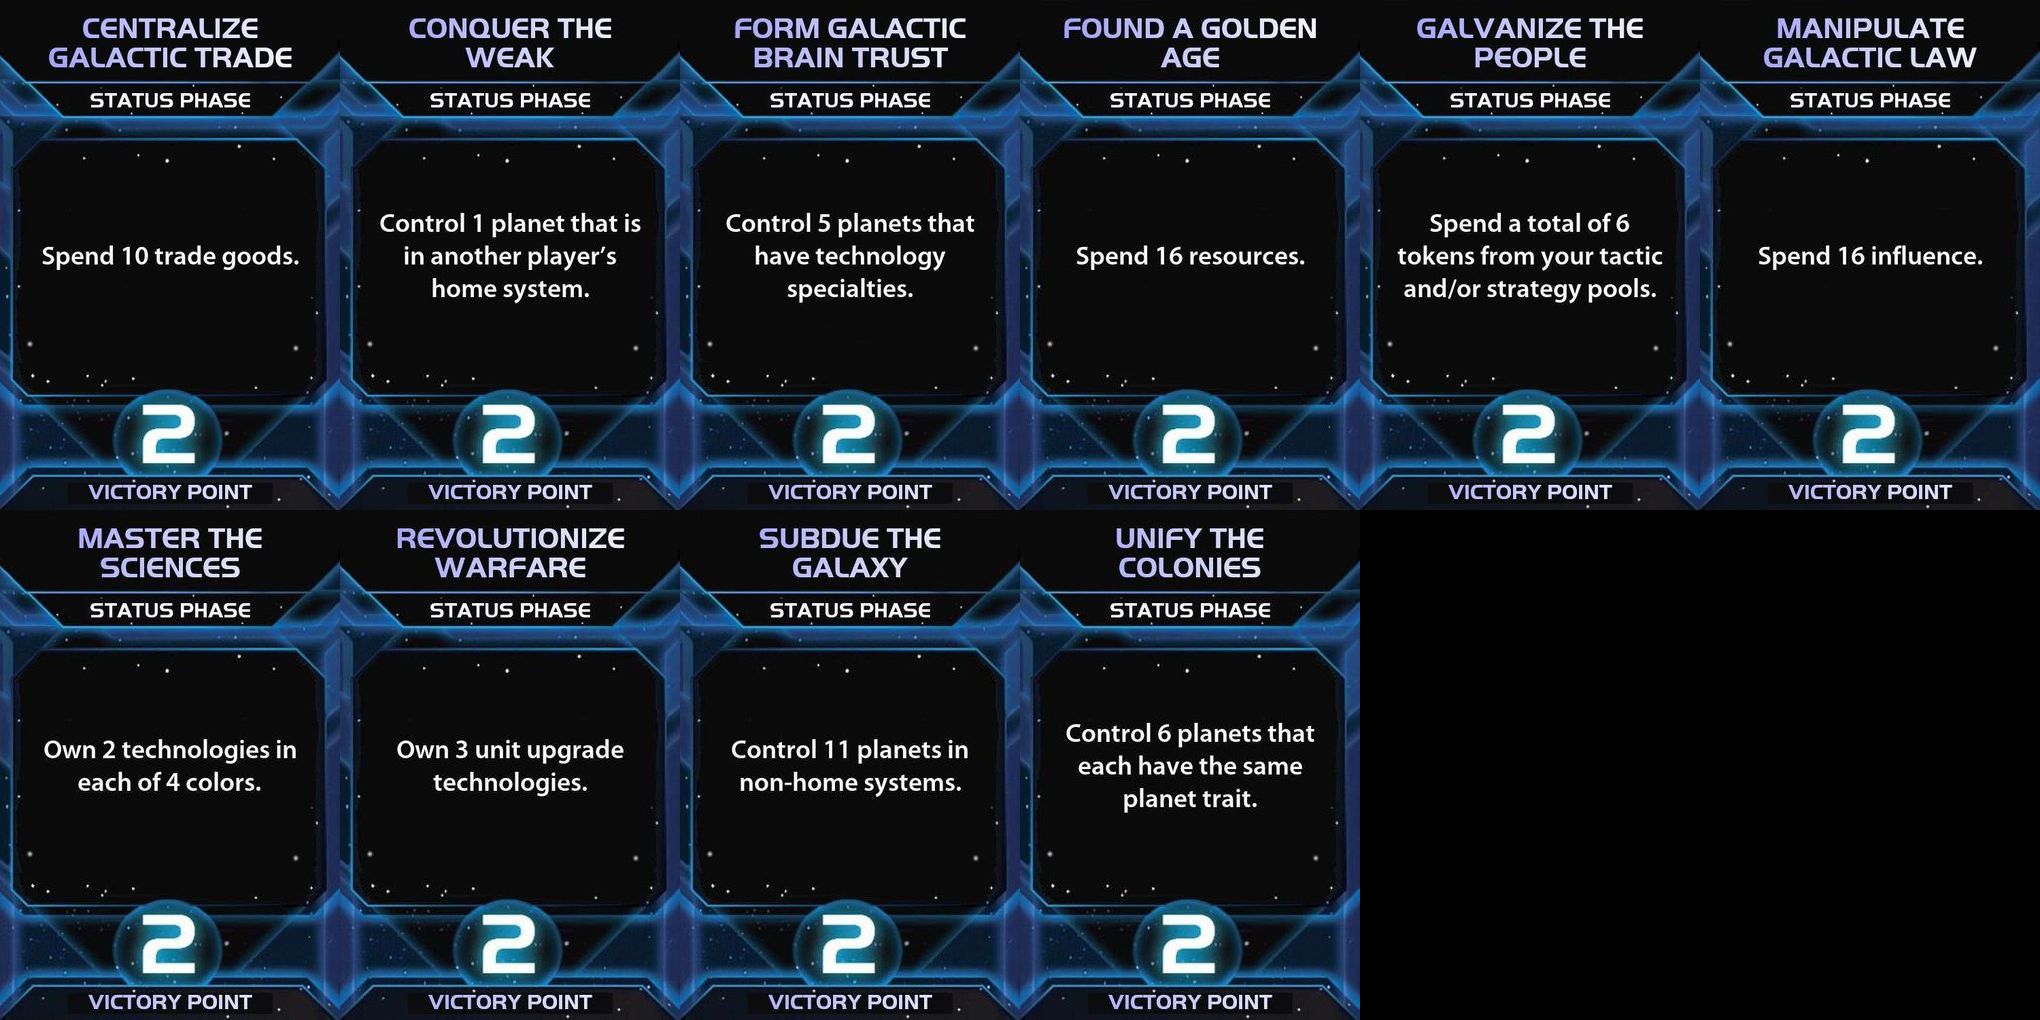 CENTRALIZE
GALACTIC TRADE
STATUS PHASE
Spend 10 trade goods.
2
VICTORY POINT
CONQUER THE
WEAK
STATUS PHASE
Control 1 planet that is
in another player’s
home system.
2
VICTORY POINT
FORM GALACTIC
BRAIN TRUST
STATUS PHASE
Control 5 planets that
have technology
specialties.
2
VICTORY POINT
FOUND A GOLDEN
AGE
STATUS PHASE
Spend 16 resources.
2
VICTORY POINT
GALVANIZE THE
PEOPLE
STATUS PHASE
Spend a total of 6
tokens from your tactic
and/or strategy pools.
2
VICTORY POINT
MANIPULATE
GALACTIC LAW
STATUS PHASE
Spend 16 influence.
2
VICTORY POINT
MASTER THE
SCIENCES
STATUS PHASE
Own 2 technologies in
each of 4 colors.
2
VICTORY POINT
REVOLUTIONIZE
WARFARE
STATUS PHASE
Own 3 unit upgrade
technologies.
2
VICTORY POINT
SUBDUE THE
GALAXY
STATUS PHASE
Control 11 planets in
non-home systems.
2
VICTORY POINT
UNIFY THE
COLONIES
STATUS PHASE
Control 6 planets that
each have the same
planet trait.
2
VICTORY POINT